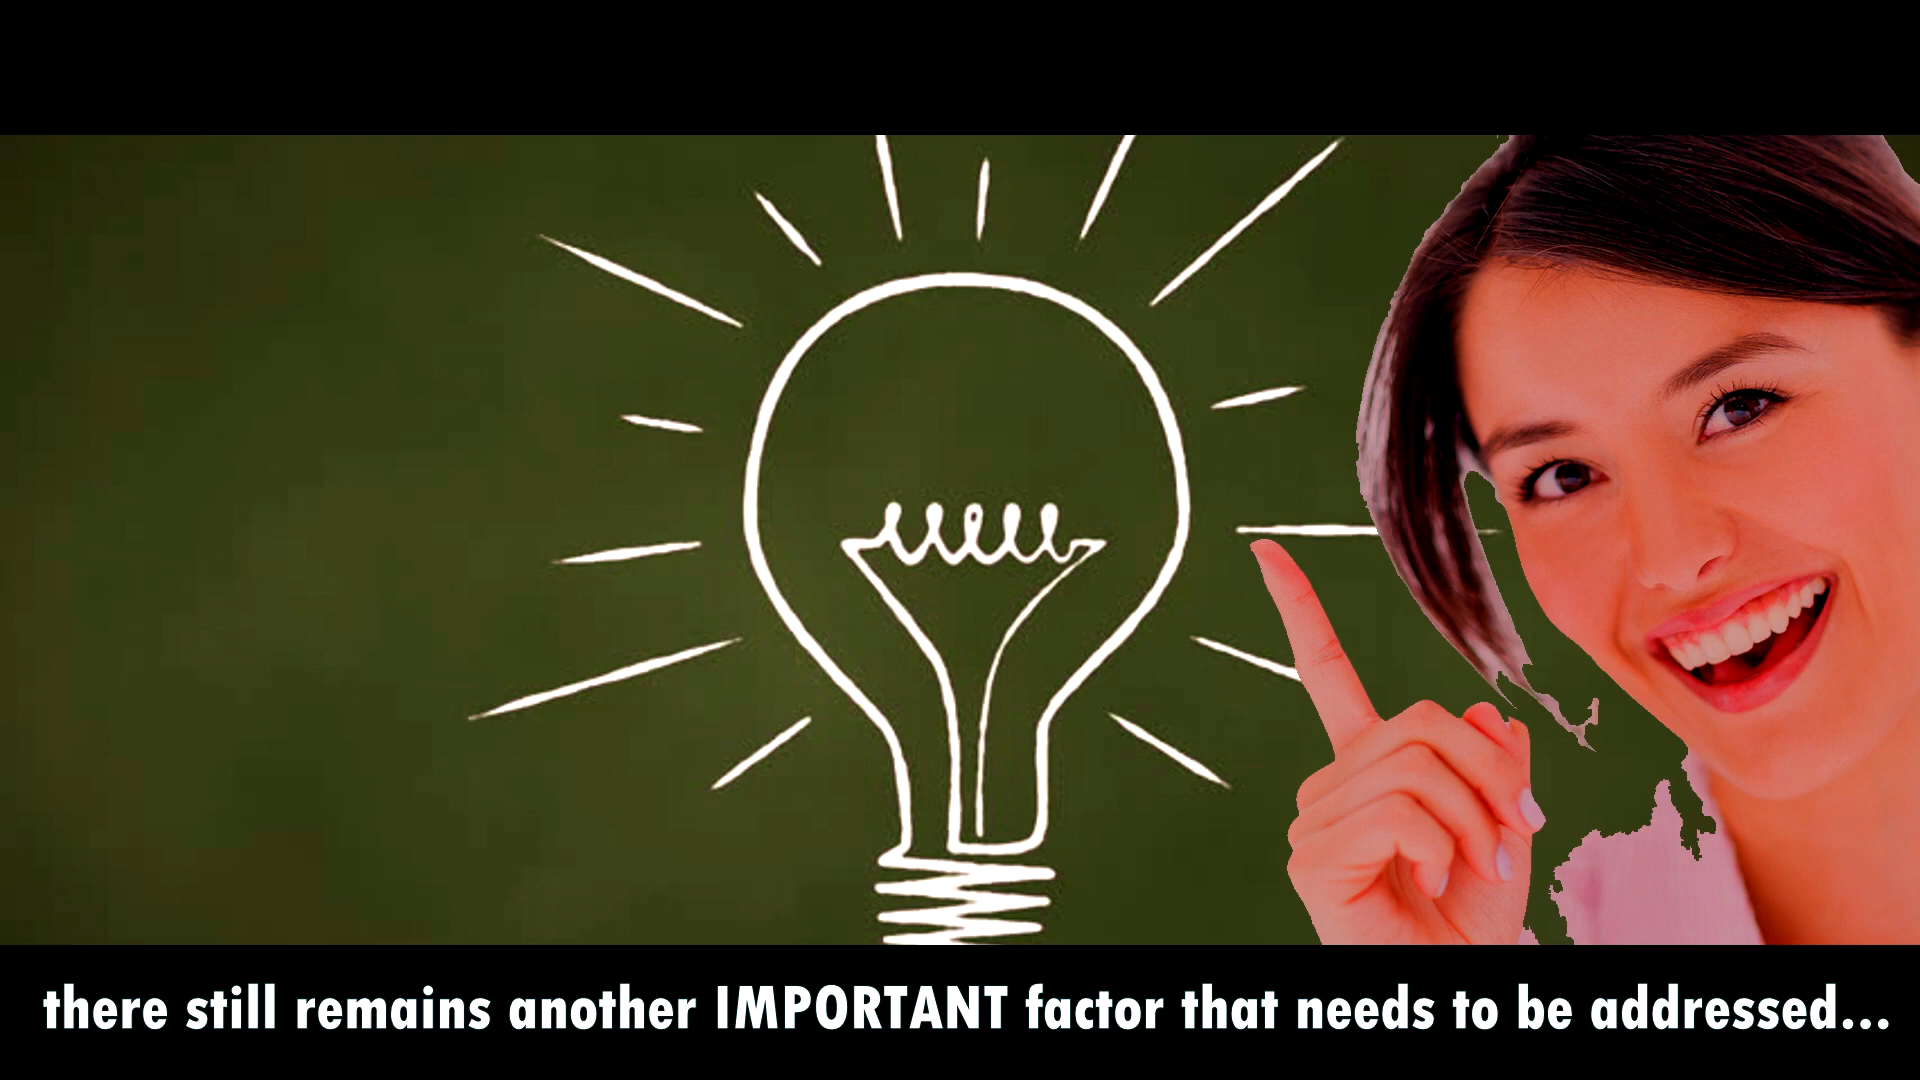 there still remains another IMPORTANT factor that needs to be addressed...